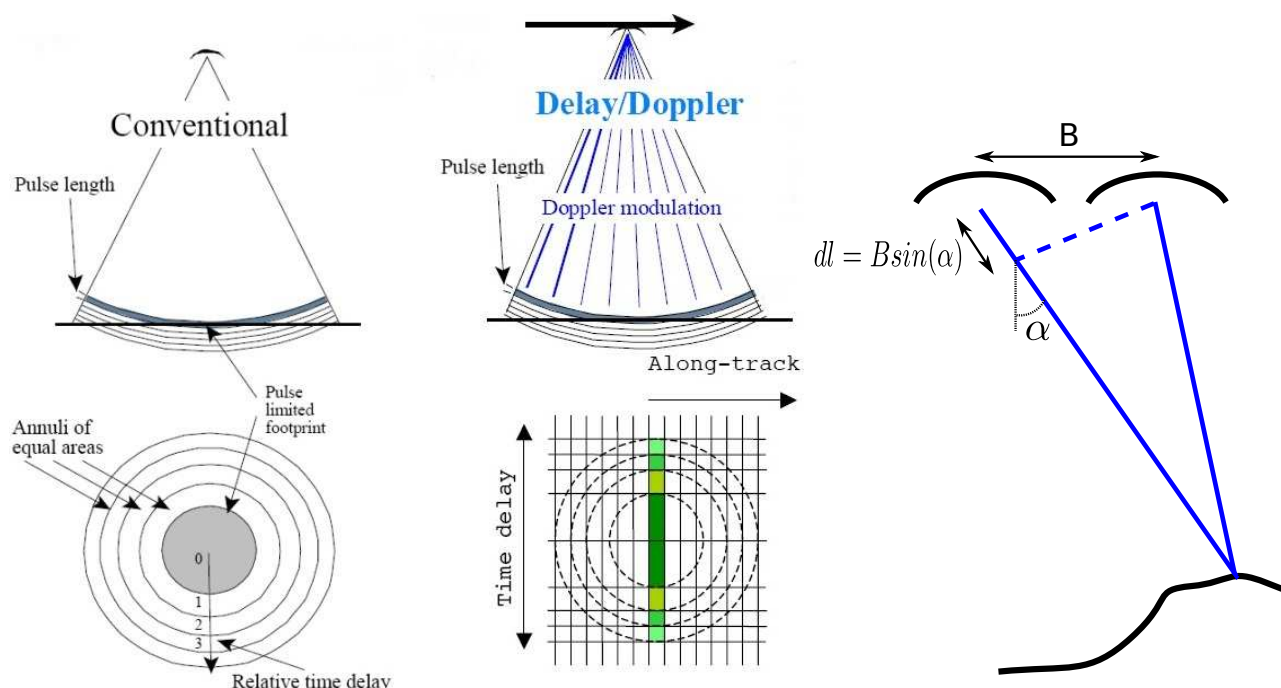 Conventional
Pulse length
Pulse
limited
footprint
Annuli of
equal areas
0
1
2
3
Relative time delay
Delay/Doppler
Pulse length
Doppler modulation
Along-track
Time delay
B
dl = Bsin(α)
α